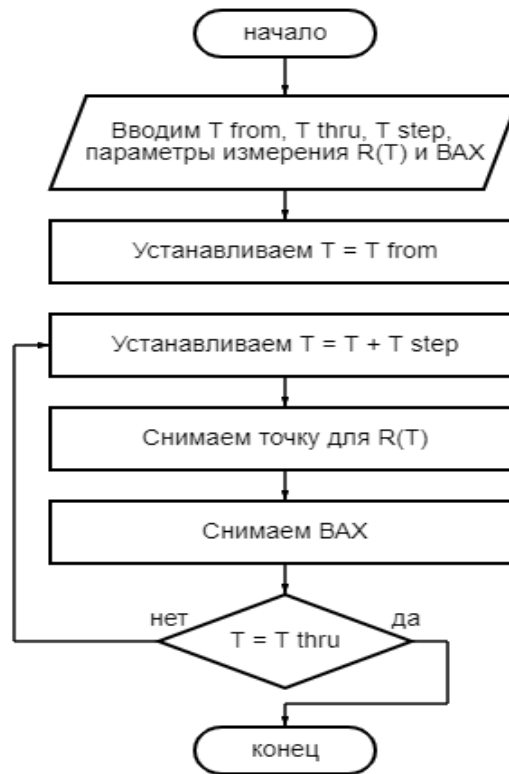 начало
Вводим T from, T thru, T step,
параметры измерения R(T) и ВАХ
Устанавливаем T = T from
Устанавливаем T = T + T step
Снимаем точку для R(T)
Снимаем ВАХ
нет
да
T = T thru
конец